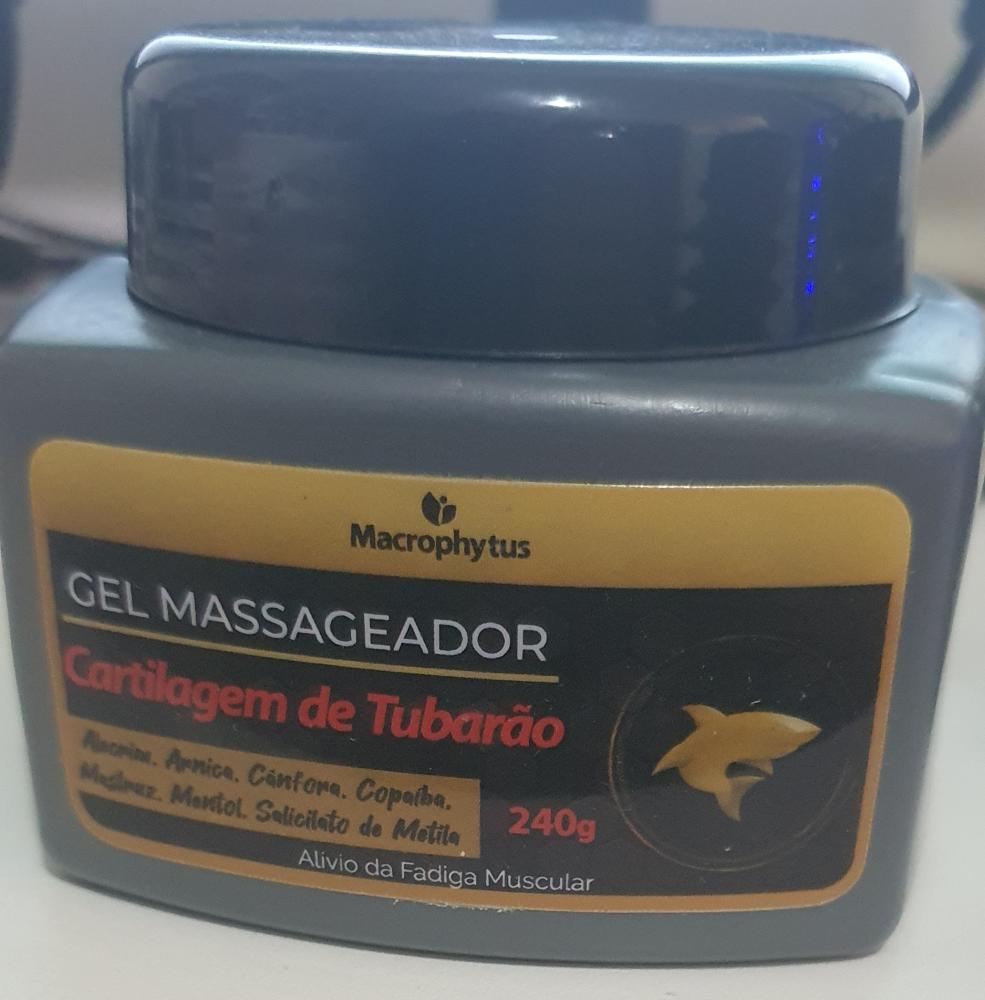 Macrophytus
GEL MASSAGEADOR
Cartilagem de Tubarão
Alecrim. Arnica. Cânfora. Copaíba.
Mastruz. Mentol. Salicilato de Metila
240g
Alivio da Fadiga Muscular